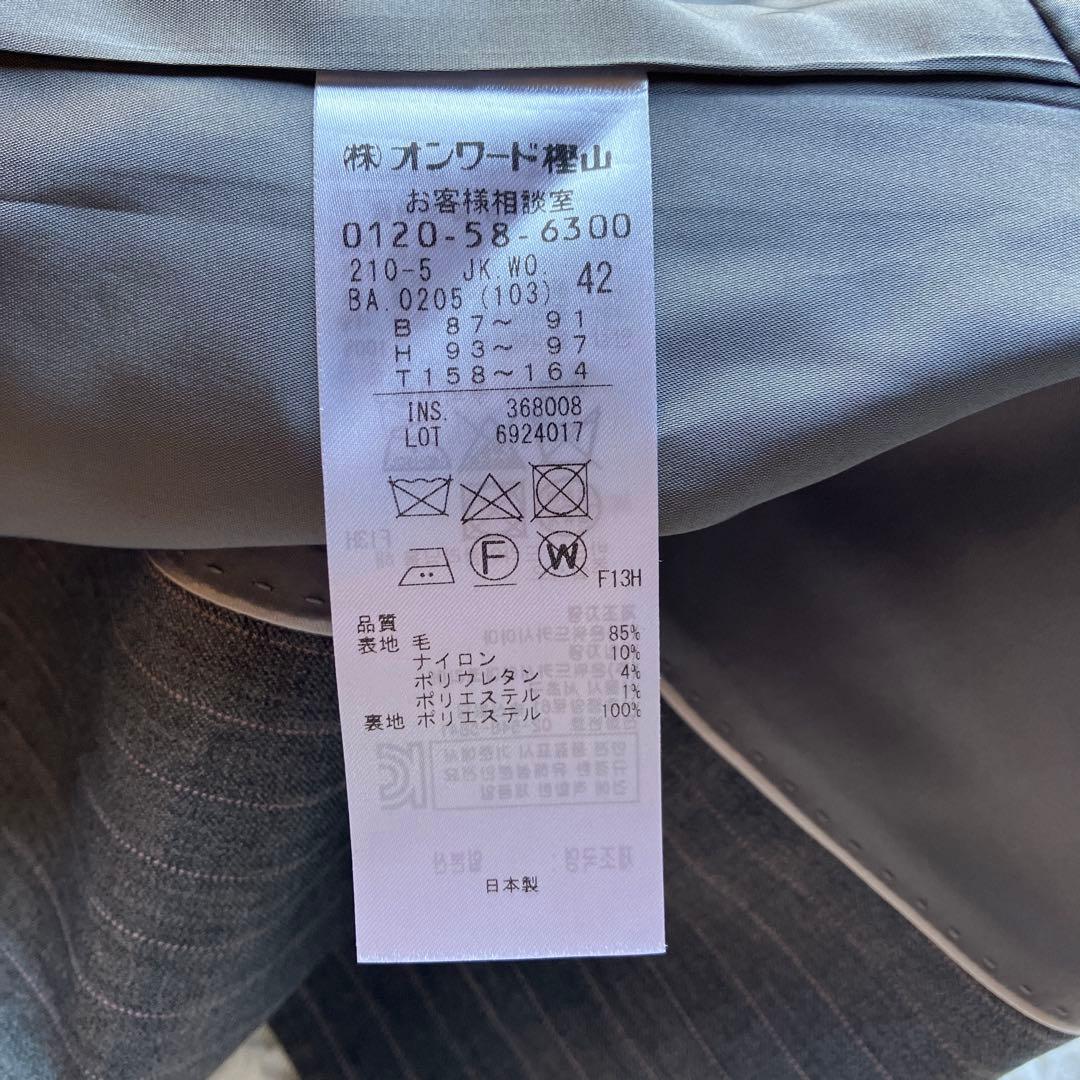 (株)オンワード樫山
お客様相談室
0120-58-6300
210-5 JK.WO. 42
BA.0205 (103)
B 87~ 91
H 93~ 97
T158~164
INS. 368008
LOT 6924017
F
W
F13H
品質
表地 毛 85%
ナイロン 10%
ポリウレタン 4%
ポリエステル 1%
裏地 ポリエステル 100%
日本製